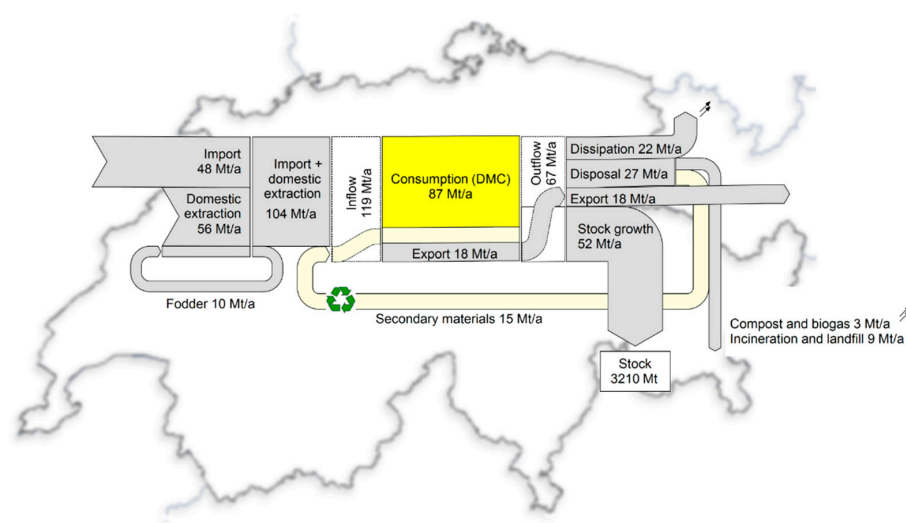 Import
48 Mt/a
Domestic
extraction
56 Mt/a
Import +
domestic
extraction
104 Mt/a
Inflow
119 Mt/a
Consumption (DMC)
87 Mt/a
Export 18 Mt/a
Outflow
67 Mt/a
Dissipation 22 Mt/a
Disposal 27 Mt/a
Export 18 Mt/a
Stock growth
52 Mt/a
Fodder 10 Mt/a
Secondary materials 15 Mt/a
Compost and biogas 3 Mt/a
Incineration and landfill 9 Mt/a
Stock
3210 Mt